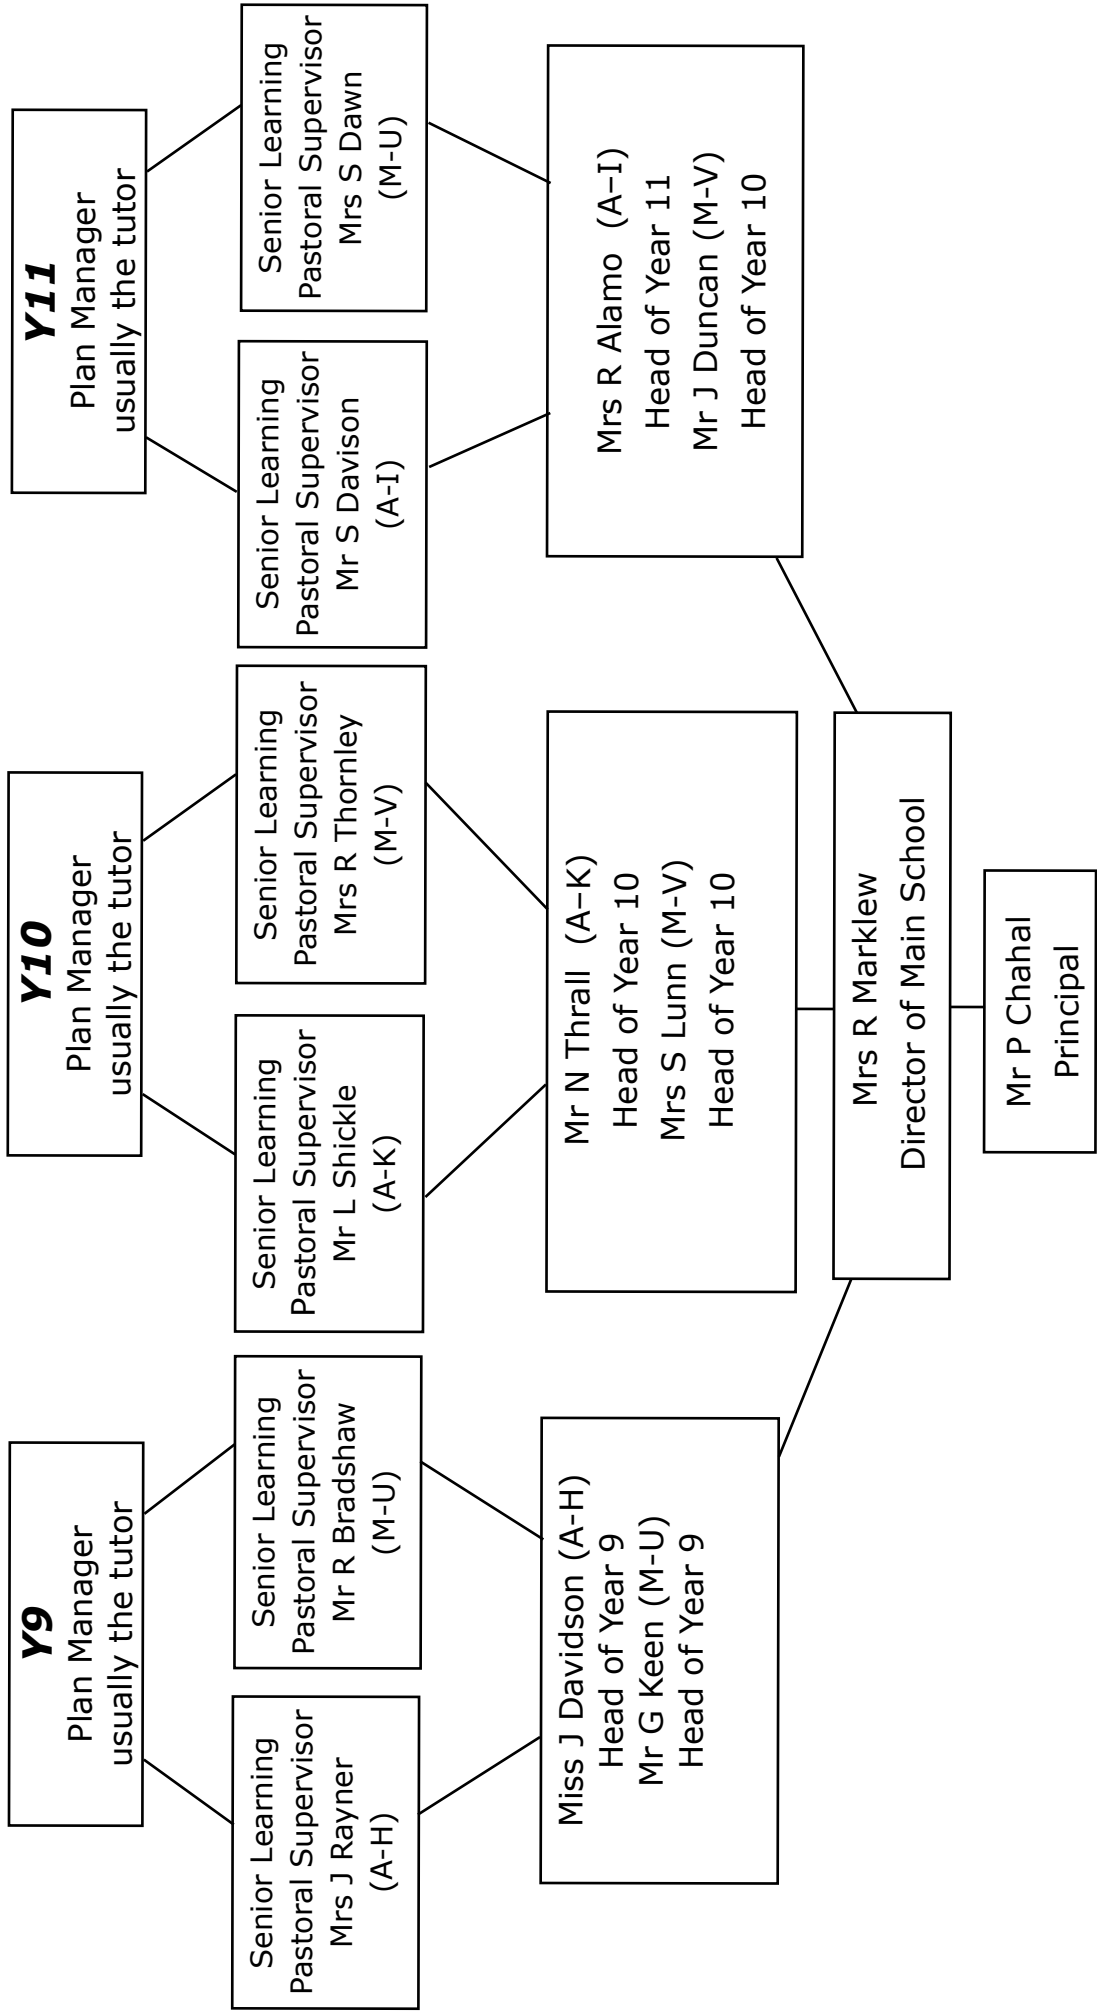 Y9
Plan Manager
usually the tutor
Y10
Plan Manager
usually the tutor
Y11
Plan Manager
usually the tutor
Senior Learning
Pastoral Supervisor
Mrs J Rayner
(A-H)
Senior Learning
Pastoral Supervisor
Mr R Bradshaw
(M-U)
Senior Learning
Pastoral Supervisor
Mr L Shickle
(A-K)
Senior Learning
Pastoral Supervisor
Mrs R Thornley
(M-V)
Senior Learning
Pastoral Supervisor
Mr S Davison
(A-I)
Senior Learning
Pastoral Supervisor
Mrs S Dawn
(M-U)
Miss J Davidson (A-H)
Head of Year 9
Mr G Keen (M-U)
Head of Year 9
Mr N Thrall (A–K)
Head of Year 10
Mrs S Lunn (M-V)
Head of Year 10
Mrs R Alamo (A–I)
Head of Year 11
Mr J Duncan (M-V)
Head of Year 10
Mrs R Marklew
Director of Main School
Mr P Chahal
Principal